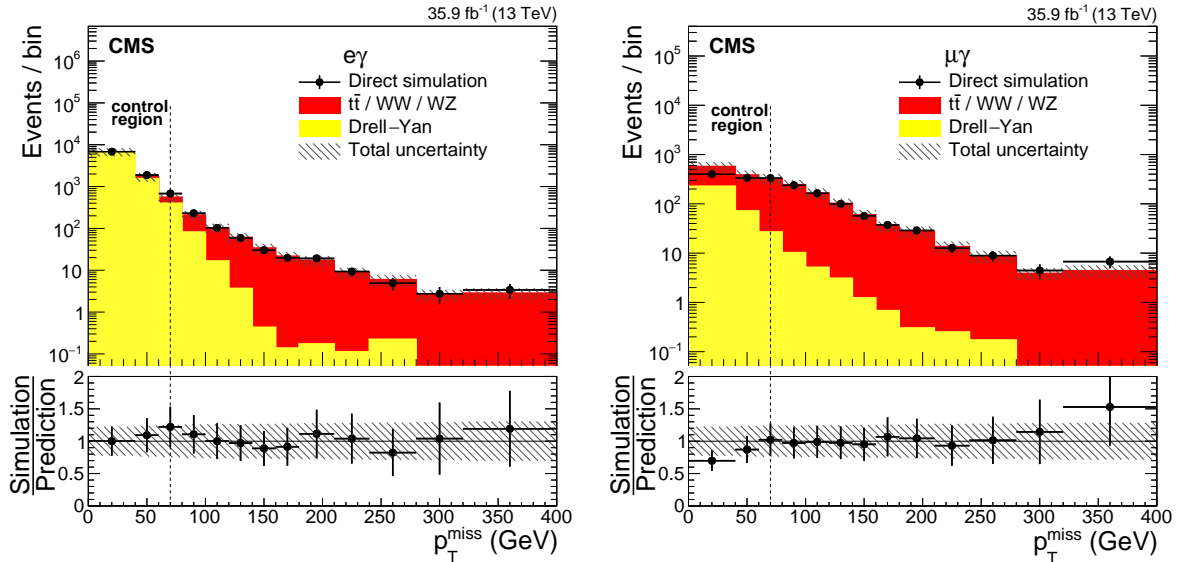 35.9 fb⁻¹ (13 TeV)
CMS
eγ
Direct simulation
tt̄ / WW / WZ
Drell−Yan
Total uncertainty
control
region
Events / bin
10⁶
10⁵
10⁴
10³
10²
10
1
10⁻¹
Simulation
Prediction
2
1.5
1
0.5
0
0 50 100 150 200 250 300 350 400
p_T^miss (GeV)
35.9 fb⁻¹ (13 TeV)
CMS
μγ
Direct simulation
tt̄ / WW / WZ
Drell−Yan
Total uncertainty
control
region
Events / bin
10⁵
10⁴
10³
10²
10
1
10⁻¹
Simulation
Prediction
2
1.5
1
0.5
0
0 50 100 150 200 250 300 350 400
p_T^miss (GeV)